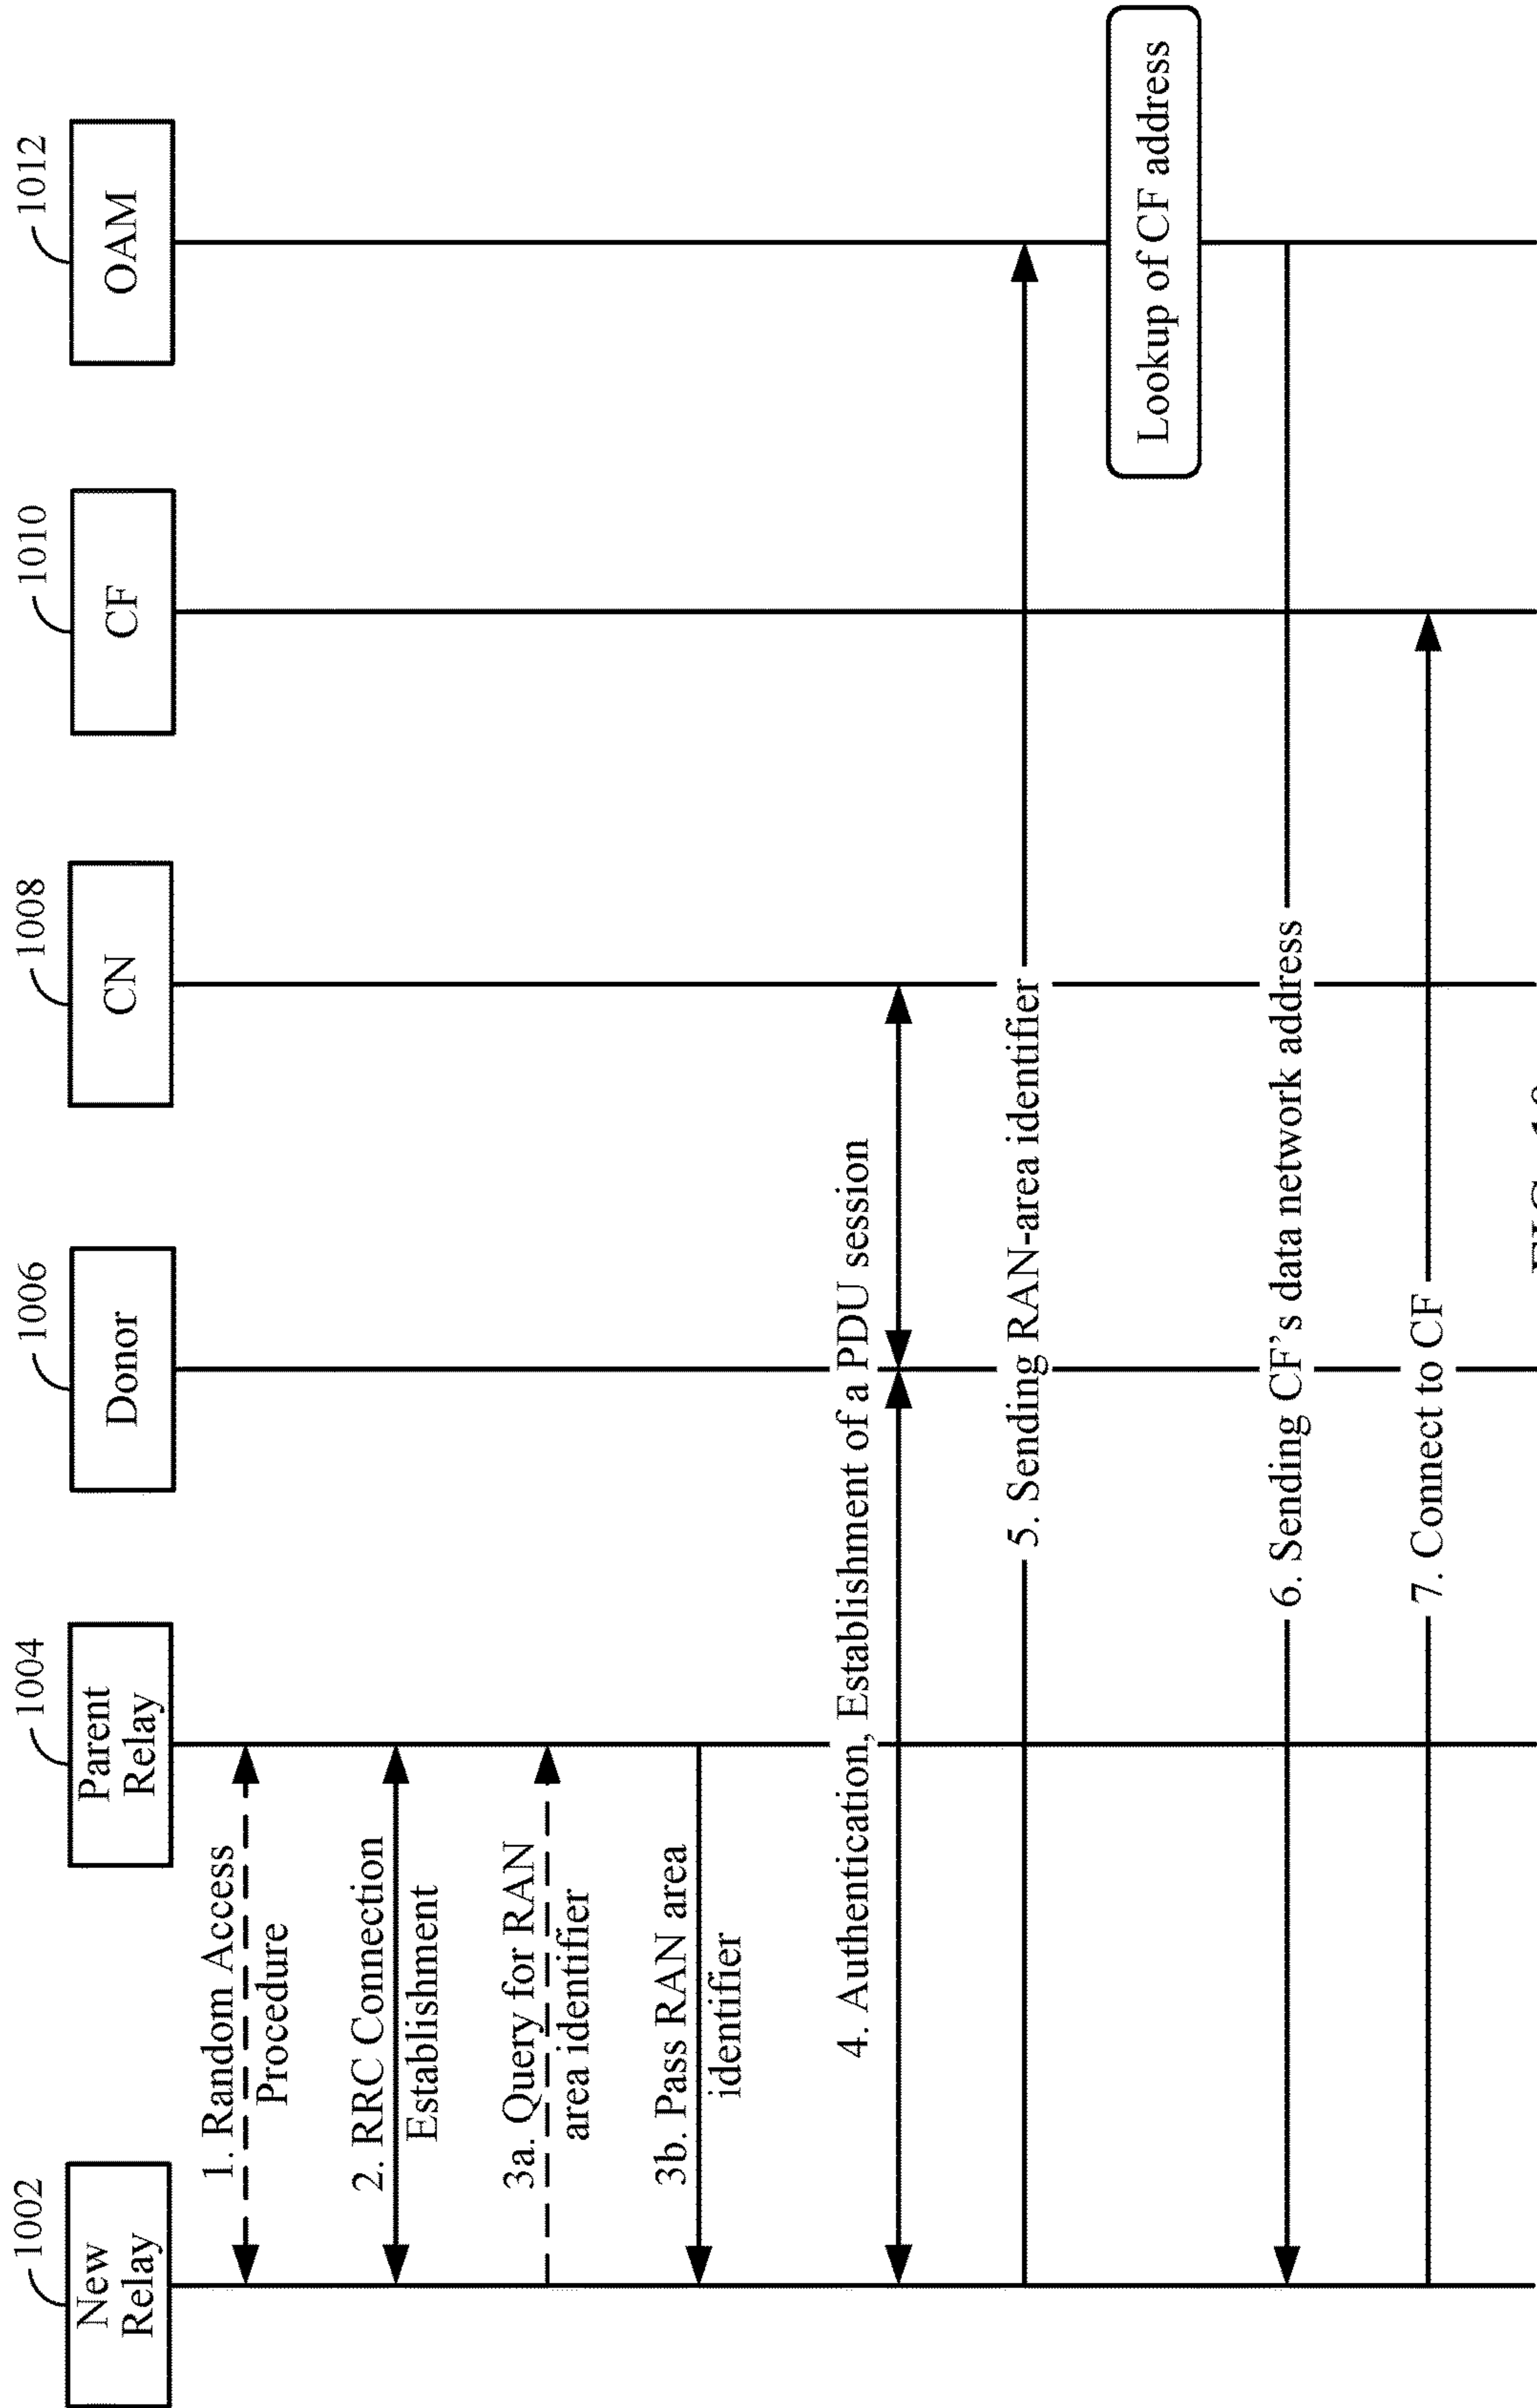 1002
New
Relay
1004
Parent
Relay
1006
Donor
1008
CN
1010
CF
1012
OAM
1. Random Access
Procedure
2. RRC Connection
Establishment
3a. Query for RAN
area identifier
3b. Pass RAN area
identifier
4. Authentication, Establishment of a PDU session
5. Sending RAN-area identifier
Lookup of CF address
6. Sending CF's data network address
7. Connect to CF